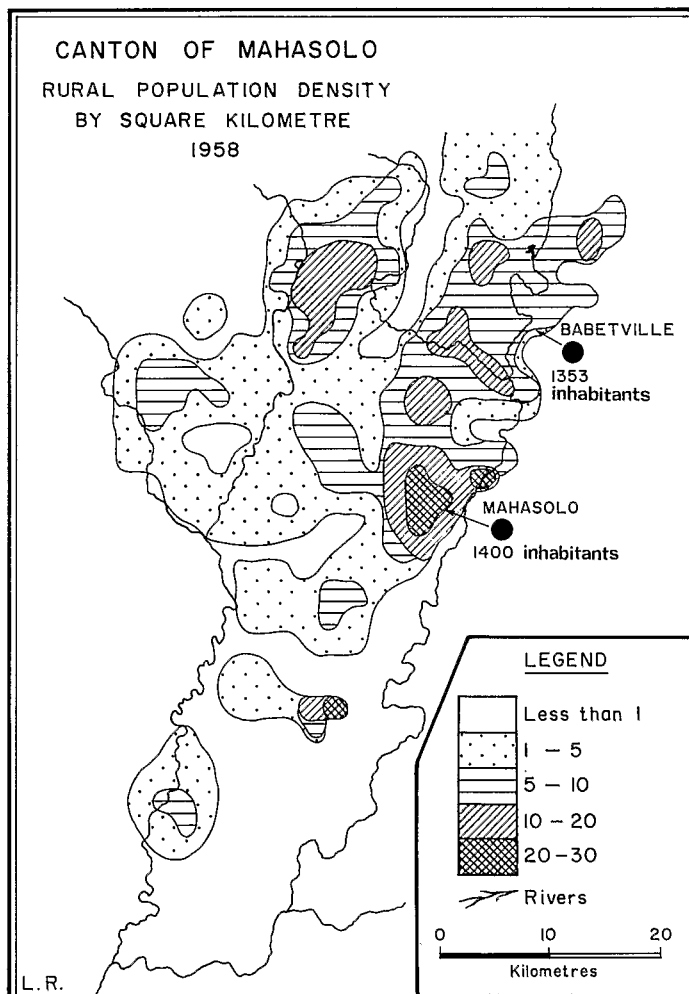 CANTON OF MAHASOLO
RURAL POPULATION DENSITY
BY SQUARE KILOMETRE
1958
BABETVILLE
1353
inhabitants
MAHASOLO
1400 inhabitants
LEGEND
Less than 1
1 – 5
5 – 10
10 – 20
20 – 30
Rivers
0 10 20
Kilometres
L.R.